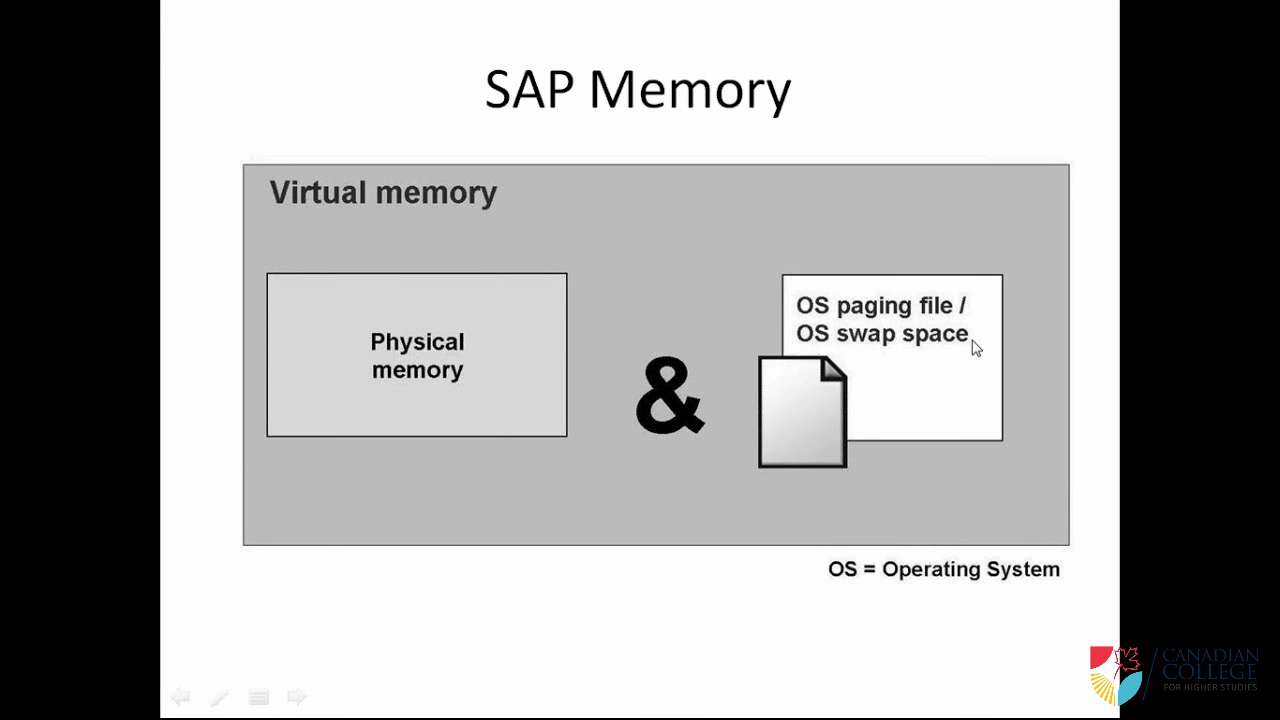 SAP Memory
Virtual memory
Physical
memory
&
OS paging file /
OS swap space
OS = Operating System
CANADIAN
COLLEGE
FOR HIGHER STUDIES